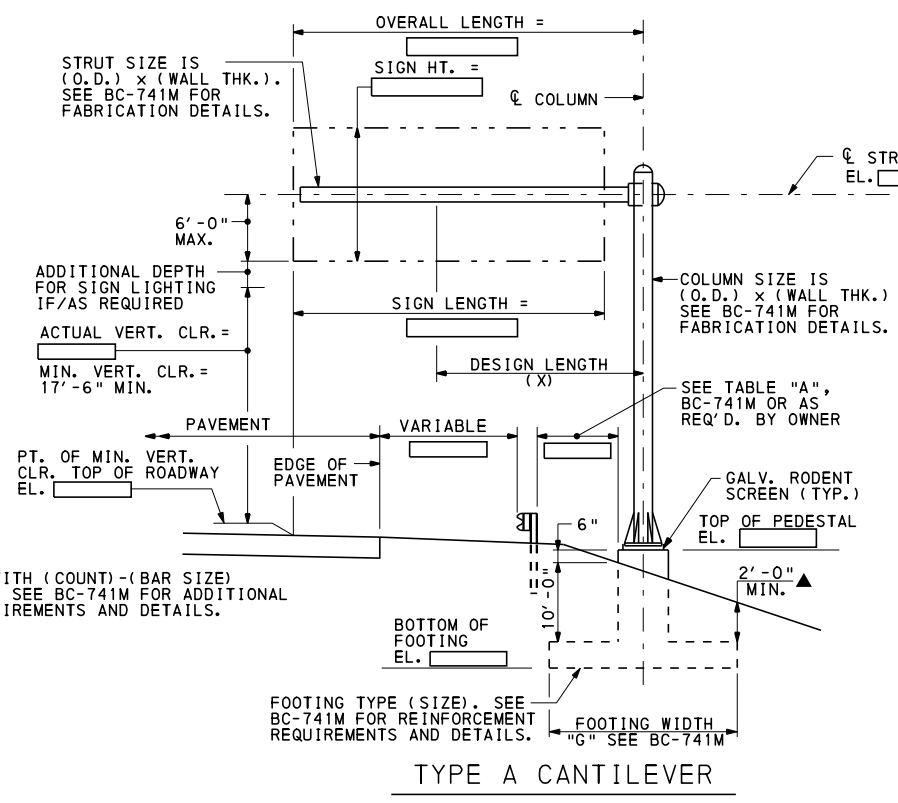 OVERALL LENGTH =
STRUT SIZE IS
(O.D.) x (WALL THK.).
SEE BC-741M FOR
FABRICATION DETAILS.
SIGN HT. =
℄ COLUMN
℄ STR
EL.
6'-0"
MAX.
ADDITIONAL DEPTH
FOR SIGN LIGHTING
IF/AS REQUIRED
SIGN LENGTH =
COLUMN SIZE IS
(O.D.) x (WALL THK.)
SEE BC-741M FOR
FABRICATION DETAILS.
ACTUAL VERT. CLR.=
MIN. VERT. CLR.=
17'-6" MIN.
DESIGN LENGTH
(X)
SEE TABLE "A",
BC-741M OR AS
REQ'D. BY OWNER
PAVEMENT
VARIABLE
PT. OF MIN. VERT.
CLR. TOP OF ROADWAY
EL.
EDGE OF
PAVEMENT
GALV. RODENT
SCREEN (TYP.)
6"
TOP OF PEDESTAL
EL.
ITH (COUNT)-(BAR SIZE)
SEE BC-741M FOR ADDITIONAL
IREMENTS AND DETAILS.
10'-0"
2'-0"
MIN.
BOTTOM OF
FOOTING
EL.
FOOTING TYPE (SIZE). SEE
BC-741M FOR REINFORCEMENT
REQUIREMENTS AND DETAILS.
FOOTING WIDTH
"G" SEE BC-741M
TYPE A CANTILEVER